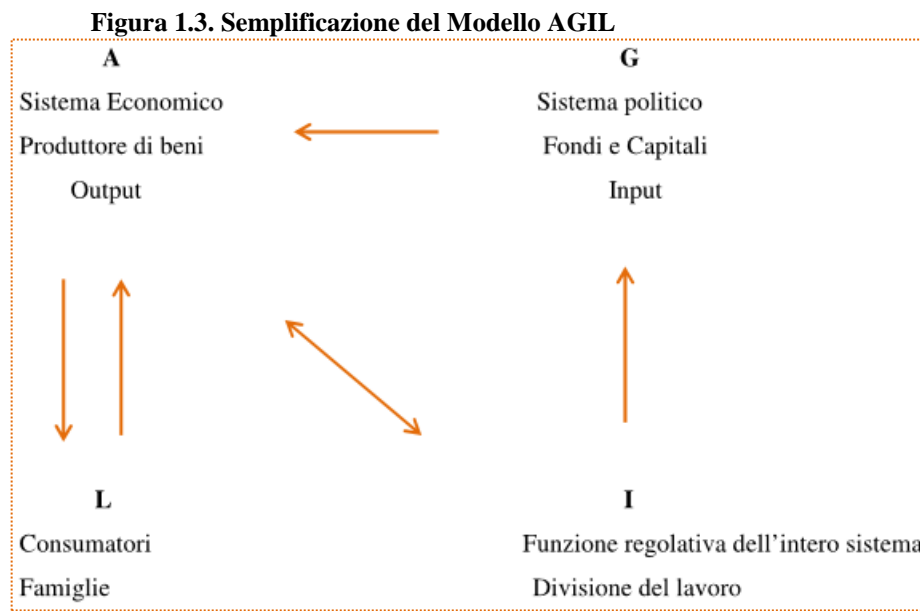 Figura 1.3. Semplificazione del Modello AGIL
A
Sistema Economico
Produttore di beni
Output
G
Sistema politico
Fondi e Capitali
Input
L
Consumatori
Famiglie
I
Funzione regolativa dell’intero sistema
Divisione del lavoro